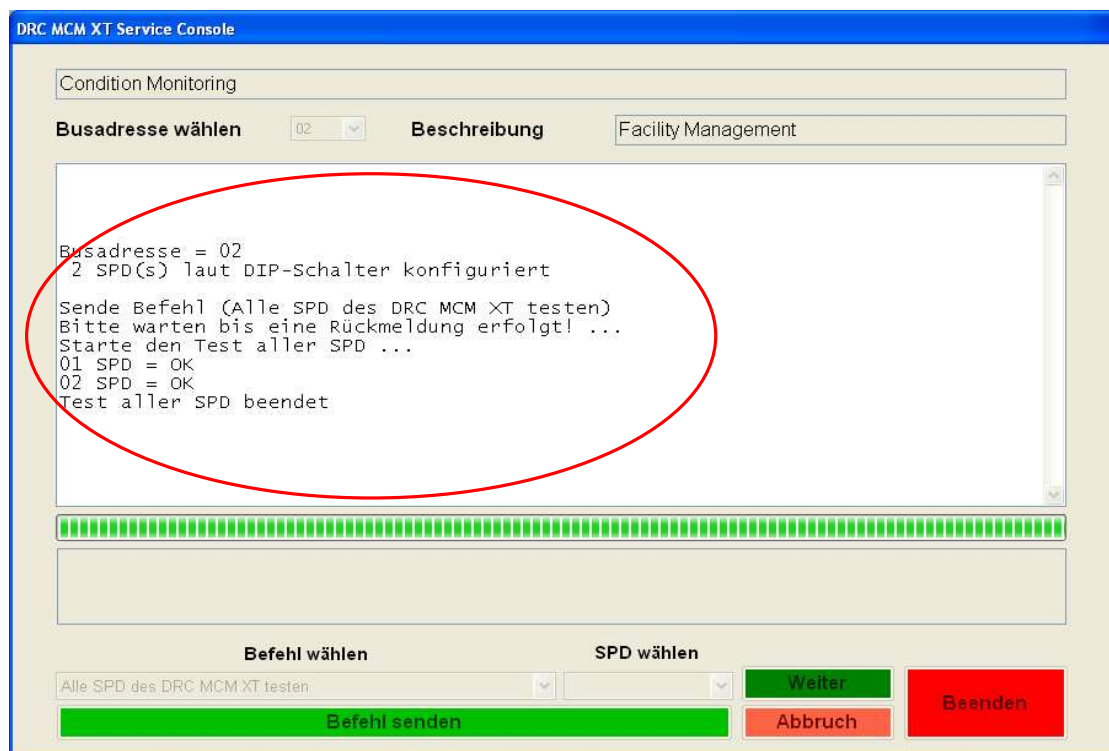 DRC MCM XT Service Console
Condition Monitoring
Busadresse wählen 02 Beschreibung Facility Management
Busadresse = 02
2 SPD(s) laut DIP-Schalter konfiguriert
Sende Befehl (Alle SPD des DRC MCM XT testen)
Bitte warten bis eine Rückmeldung erfolgt! ...
Starte den Test aller SPD ...
01 SPD = OK
02 SPD = OK
Test aller SPD beendet
Befehl wählen SPD wählen
Alle SPD des DRC MCM XT testen
Weiter
Beenden
Befehl senden
Abbruch